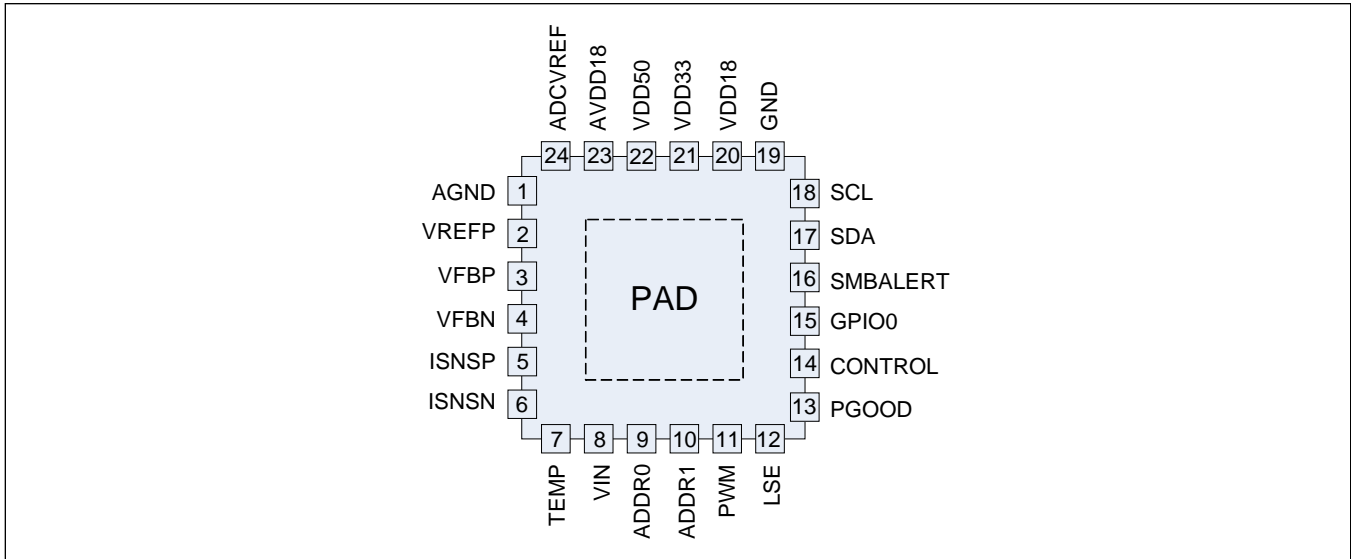 ADCVREF
AVDD18
VDD50
VDD33
VDD18
GND
24 23 22 21 20 19
AGND 1
VREFP 2
VFBP 3
VFBN 4
ISNSP 5
ISNSN 6
PAD
18 SCL
17 SDA
16 SMBALERT
15 GPIO0
14 CONTROL
13 PGOOD
7 8 9 10 11 12
TEMP
VIN
ADDR0
ADDR1
PWM
LSE